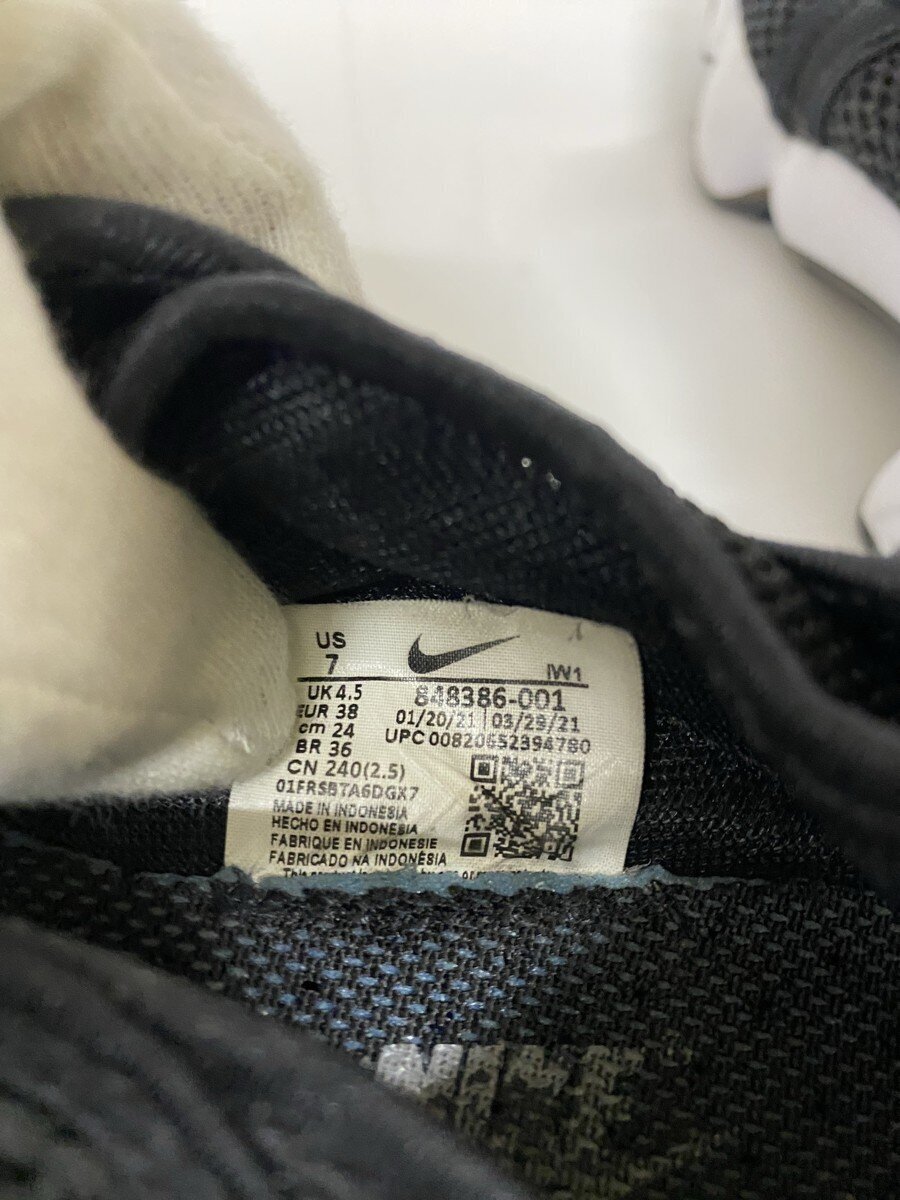 US
7
IW1
UK 4.5
EUR 38
cm 24
BR 36
CN 240(2.5)
848386-001
01/20/21 | 03/29/21
UPC 00820652394780
01FRSBTA6DGX7
MADE IN INDONESIA
HECHO EN INDONESIA
FABRIQUE EN INDONESIE
FABRICADO NA INDONÉSIA